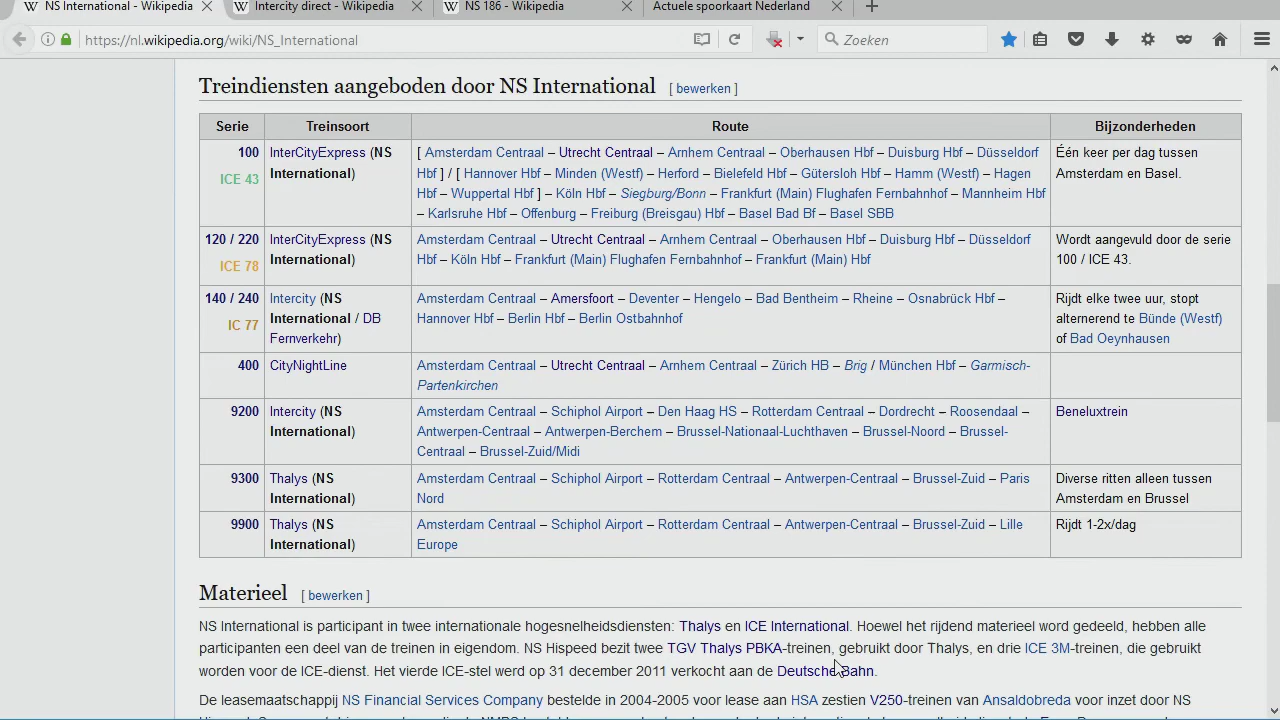 NS International - Wikipedia
Intercity direct - Wikipedia
NS 186 - Wikipedia
Actuele spoorkaart Nederland
https://nl.wikipedia.org/wiki/NS_International
Zoeken
Treindiensten aangeboden door NS International [ bewerken ]
Serie Treinsoort Route Bijzonderheden
100
ICE 43
InterCityExpress (NS
International)
[ Amsterdam Centraal – Utrecht Centraal – Arnhem Centraal – Oberhausen Hbf – Duisburg Hbf – Düsseldorf
Hbf ] / [ Hannover Hbf – Minden (Westf) – Herford – Bielefeld Hbf – Gütersloh Hbf – Hamm (Westf) – Hagen
Hbf – Wuppertal Hbf ] – Köln Hbf – Siegburg/Bonn – Frankfurt (Main) Flughafen Fernbahnhof – Mannheim Hbf
– Karlsruhe Hbf – Offenburg – Freiburg (Breisgau) Hbf – Basel Bad Bf – Basel SBB
Één keer per dag tussen
Amsterdam en Basel.
120 / 220
ICE 78
InterCityExpress (NS
International)
Amsterdam Centraal – Utrecht Centraal – Arnhem Centraal – Oberhausen Hbf – Duisburg Hbf – Düsseldorf
Hbf – Köln Hbf – Frankfurt (Main) Flughafen Fernbahnhof – Frankfurt (Main) Hbf
Wordt aangevuld door de serie
100 / ICE 43.
140 / 240
IC 77
Intercity (NS
International / DB
Fernverkehr)
Amsterdam Centraal – Amersfoort – Deventer – Hengelo – Bad Bentheim – Rheine – Osnabrück Hbf –
Hannover Hbf – Berlin Hbf – Berlin Ostbahnhof
Rijdt elke twee uur, stopt
alternerend te Bünde (Westf)
of Bad Oeynhausen
400
CityNightLine
Amsterdam Centraal – Utrecht Centraal – Arnhem Centraal – Zürich HB – Brig / München Hbf – Garmisch-
Partenkirchen
9200
Intercity (NS
International)
Amsterdam Centraal – Schiphol Airport – Den Haag HS – Rotterdam Centraal – Dordrecht – Roosendaal –
Antwerpen-Centraal – Antwerpen-Berchem – Brussel-Nationaal-Luchthaven – Brussel-Noord – Brussel-
Centraal – Brussel-Zuid/Midi
Beneluxtrein
9300
Thalys (NS
International)
Amsterdam Centraal – Schiphol Airport – Rotterdam Centraal – Antwerpen-Centraal – Brussel-Zuid – Paris
Nord
Diverse ritten alleen tussen
Amsterdam en Brussel
9900
Thalys (NS
International)
Amsterdam Centraal – Schiphol Airport – Rotterdam Centraal – Antwerpen-Centraal – Brussel-Zuid – Lille
Europe
Rijdt 1-2x/dag
Materieel [ bewerken ]
NS International is participant in twee internationale hogesnelheidsdiensten: Thalys en ICE International. Hoewel het rijdend materieel word gedeeld, hebben alle
participanten een deel van de treinen in eigendom. NS Hispeed bezit twee TGV Thalys PBKA-treinen, gebruikt door Thalys, en drie ICE 3M-treinen, die gebruikt
worden voor de ICE-dienst. Het vierde ICE-stel werd op 31 december 2011 verkocht aan de Deutsche Bahn.
De leasemaatschappij NS Financial Services Company bestelde in 2004-2005 voor lease aan HSA zestien V250-treinen van Ansaldobreda voor inzet door NS